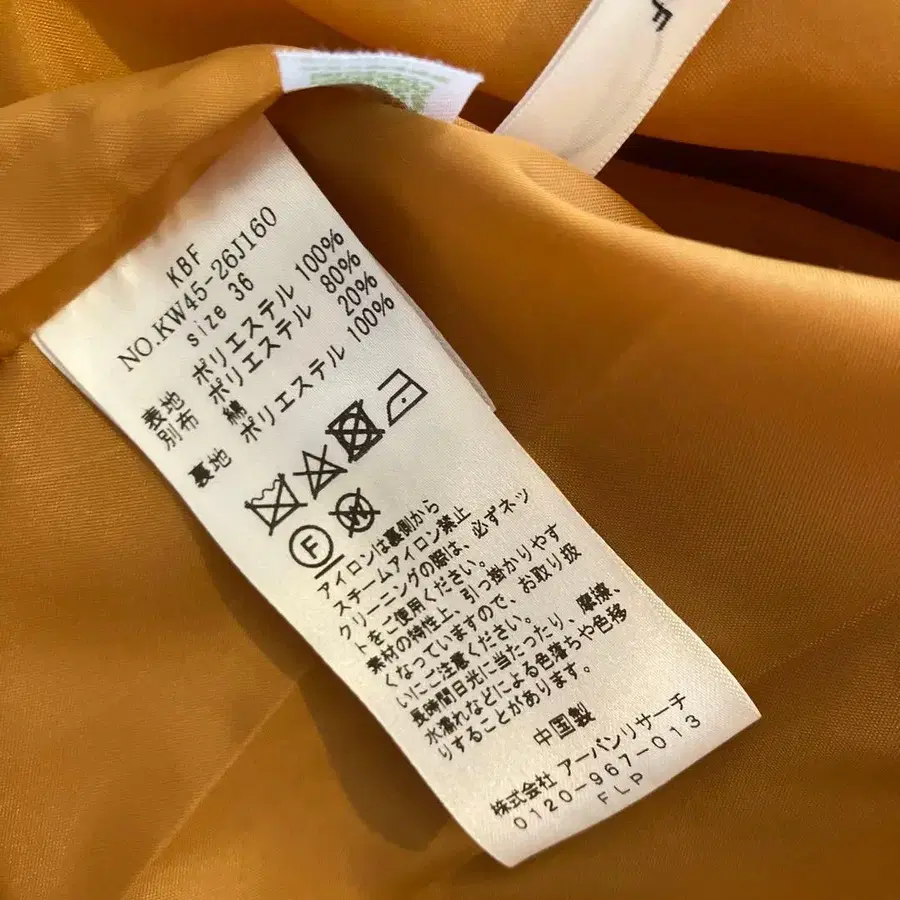 KBF
NO.KW45-26J160
size 36
表地 ポリエステル 100%
別布 ポリエステル 80%
綿 20%
裏地 ポリエステル 100%
F
W
アイロンは裏側から
スチームアイロン禁止
クリーニングの際は、必ずネッ
トをご使用ください。
素材の特性上、引っ掛かりやす
くなっていますので、お取り扱
いにご注意ください。
長時間日光に当たったり、摩擦、
水濡れなどによる色落ちや色移
りすることがあります。
中国製
株式会社 アーバンリサーチ
0120-967-013
FLP